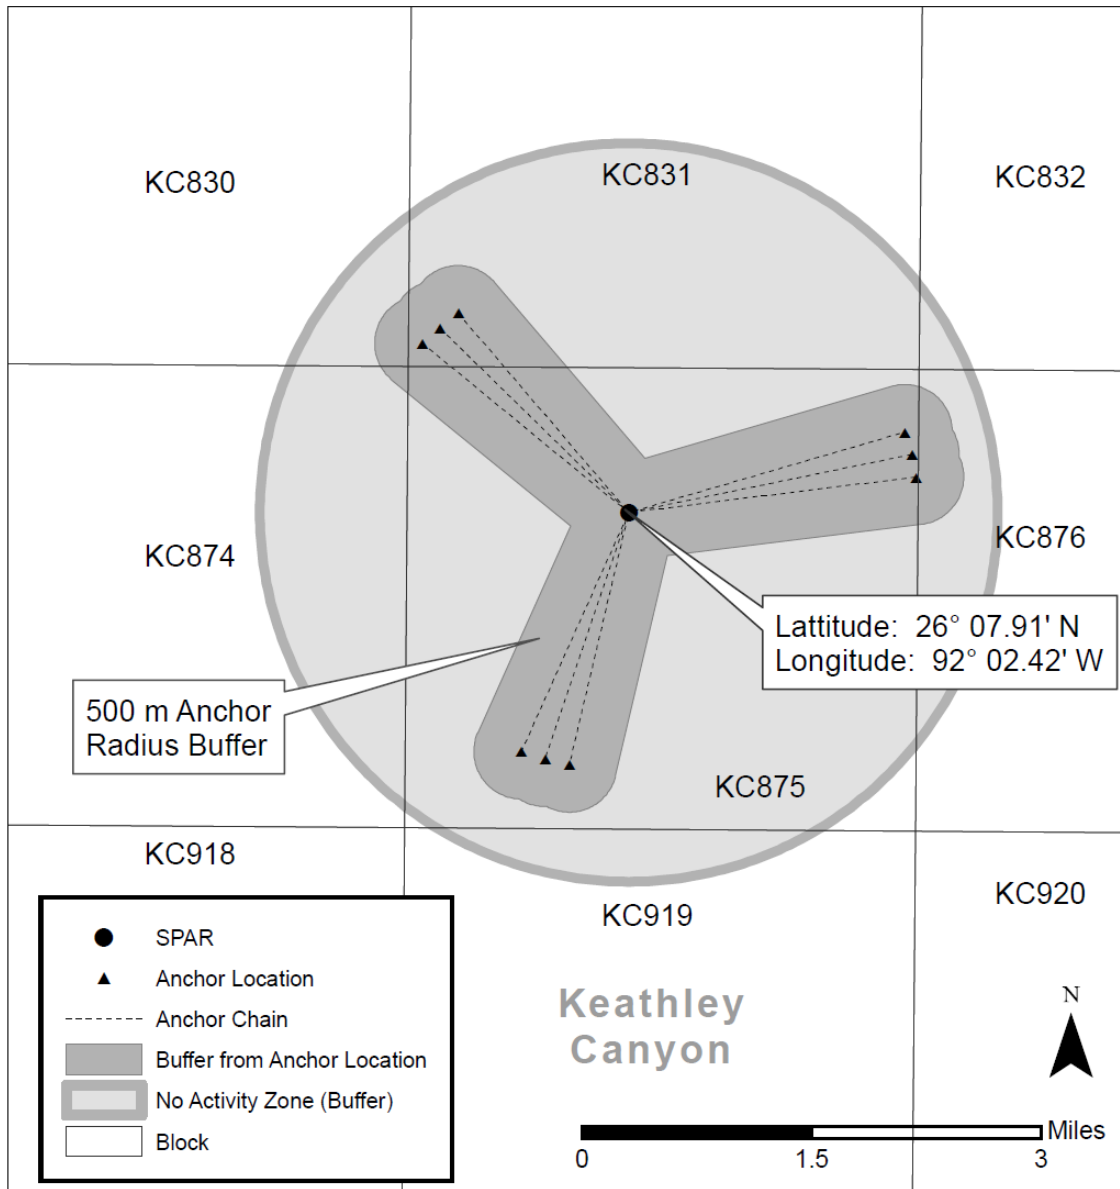 KC830
KC831
KC832
KC874
KC876
Lattitude: 26° 07.91' N
Longitude: 92° 02.42' W
500 m Anchor
Radius Buffer
KC875
KC918
KC919
KC920
SPAR
Anchor Location
Anchor Chain
Buffer from Anchor Location
No Activity Zone (Buffer)
Block
Keathley
Canyon
N
Miles
0 1.5 3